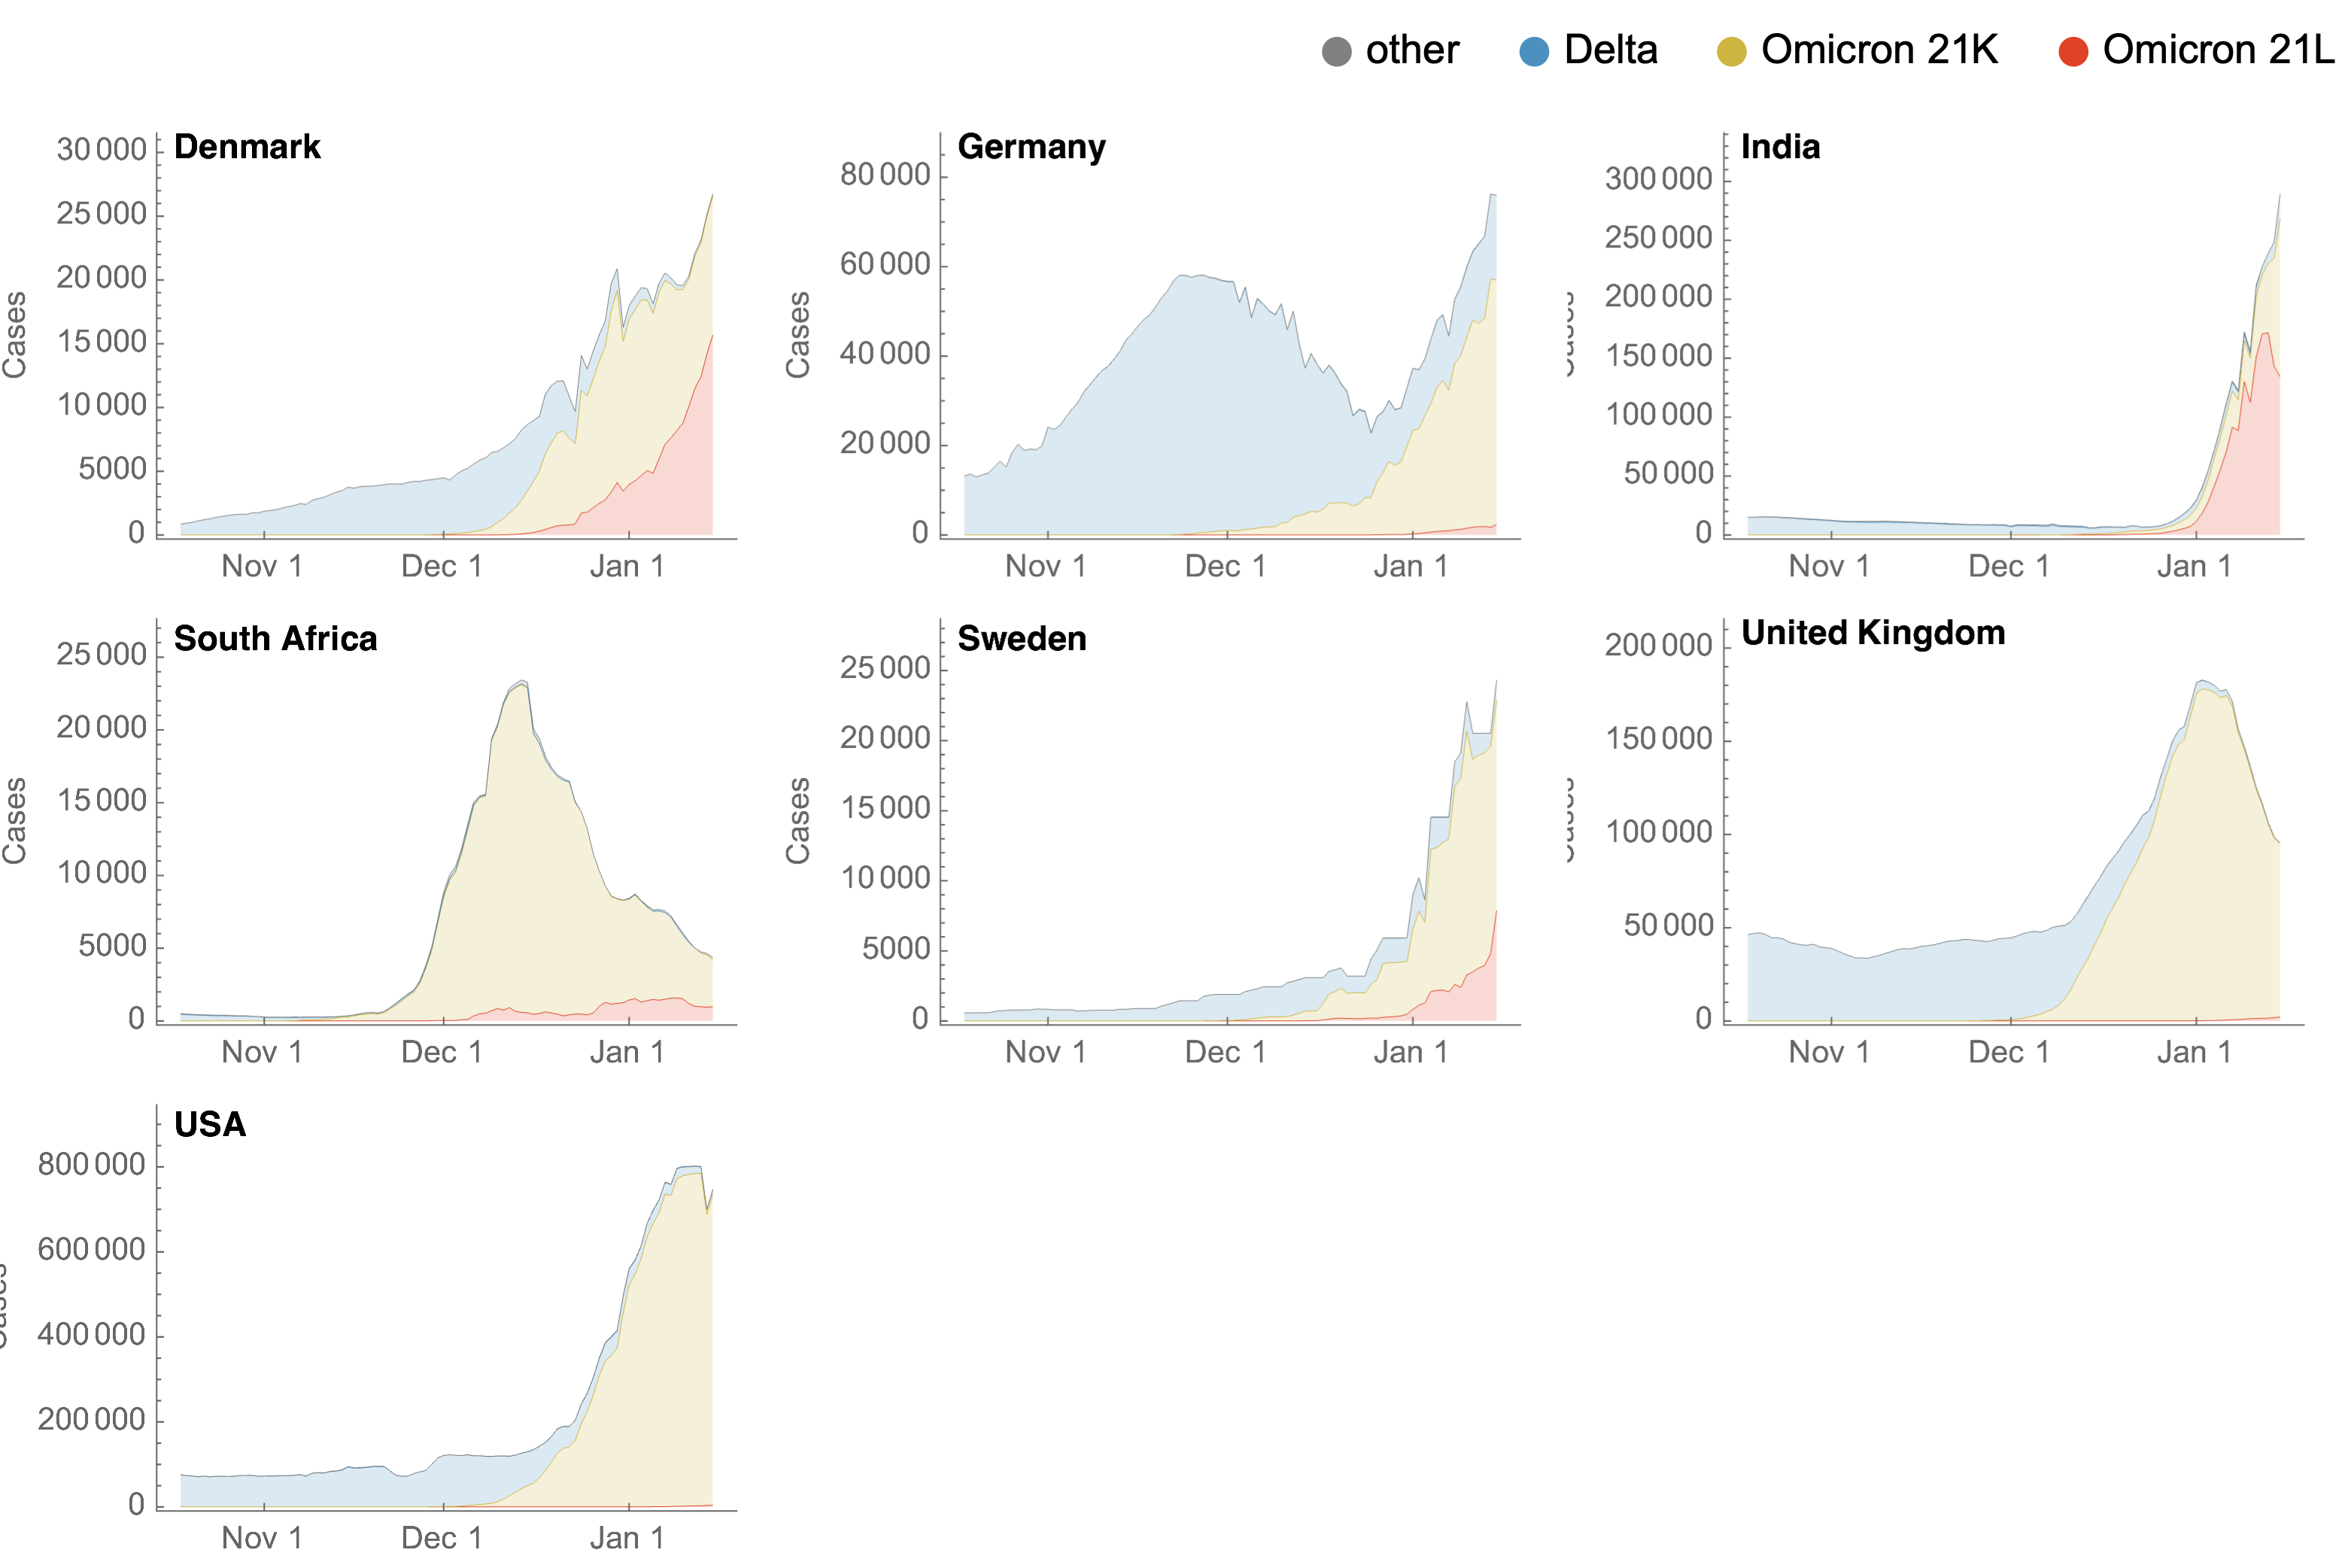 other Delta Omicron 21K Omicron 21L
Denmark
30 000
25 000
20 000
15 000
10 000
5000
0
Cases
Nov 1 Dec 1 Jan 1
Germany
80 000
60 000
40 000
20 000
0
Cases
Nov 1 Dec 1 Jan 1
India
300 000
250 000
200 000
150 000
100 000
50 000
0
Cases
Nov 1 Dec 1 Jan 1
South Africa
25 000
20 000
15 000
10 000
5000
0
Cases
Nov 1 Dec 1 Jan 1
Sweden
25 000
20 000
15 000
10 000
5000
0
Cases
Nov 1 Dec 1 Jan 1
United Kingdom
200 000
150 000
100 000
50 000
0
Cases
Nov 1 Dec 1 Jan 1
USA
800 000
600 000
400 000
200 000
0
Cases
Nov 1 Dec 1 Jan 1